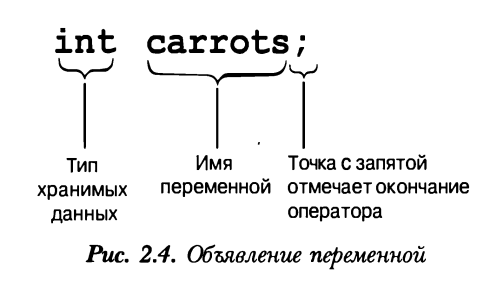 int carrots;
Тип
хранимых
данных
Имя
переменной
Точка с запятой
отмечает окончание
оператора
Рис. 2.4. Объявление переменной